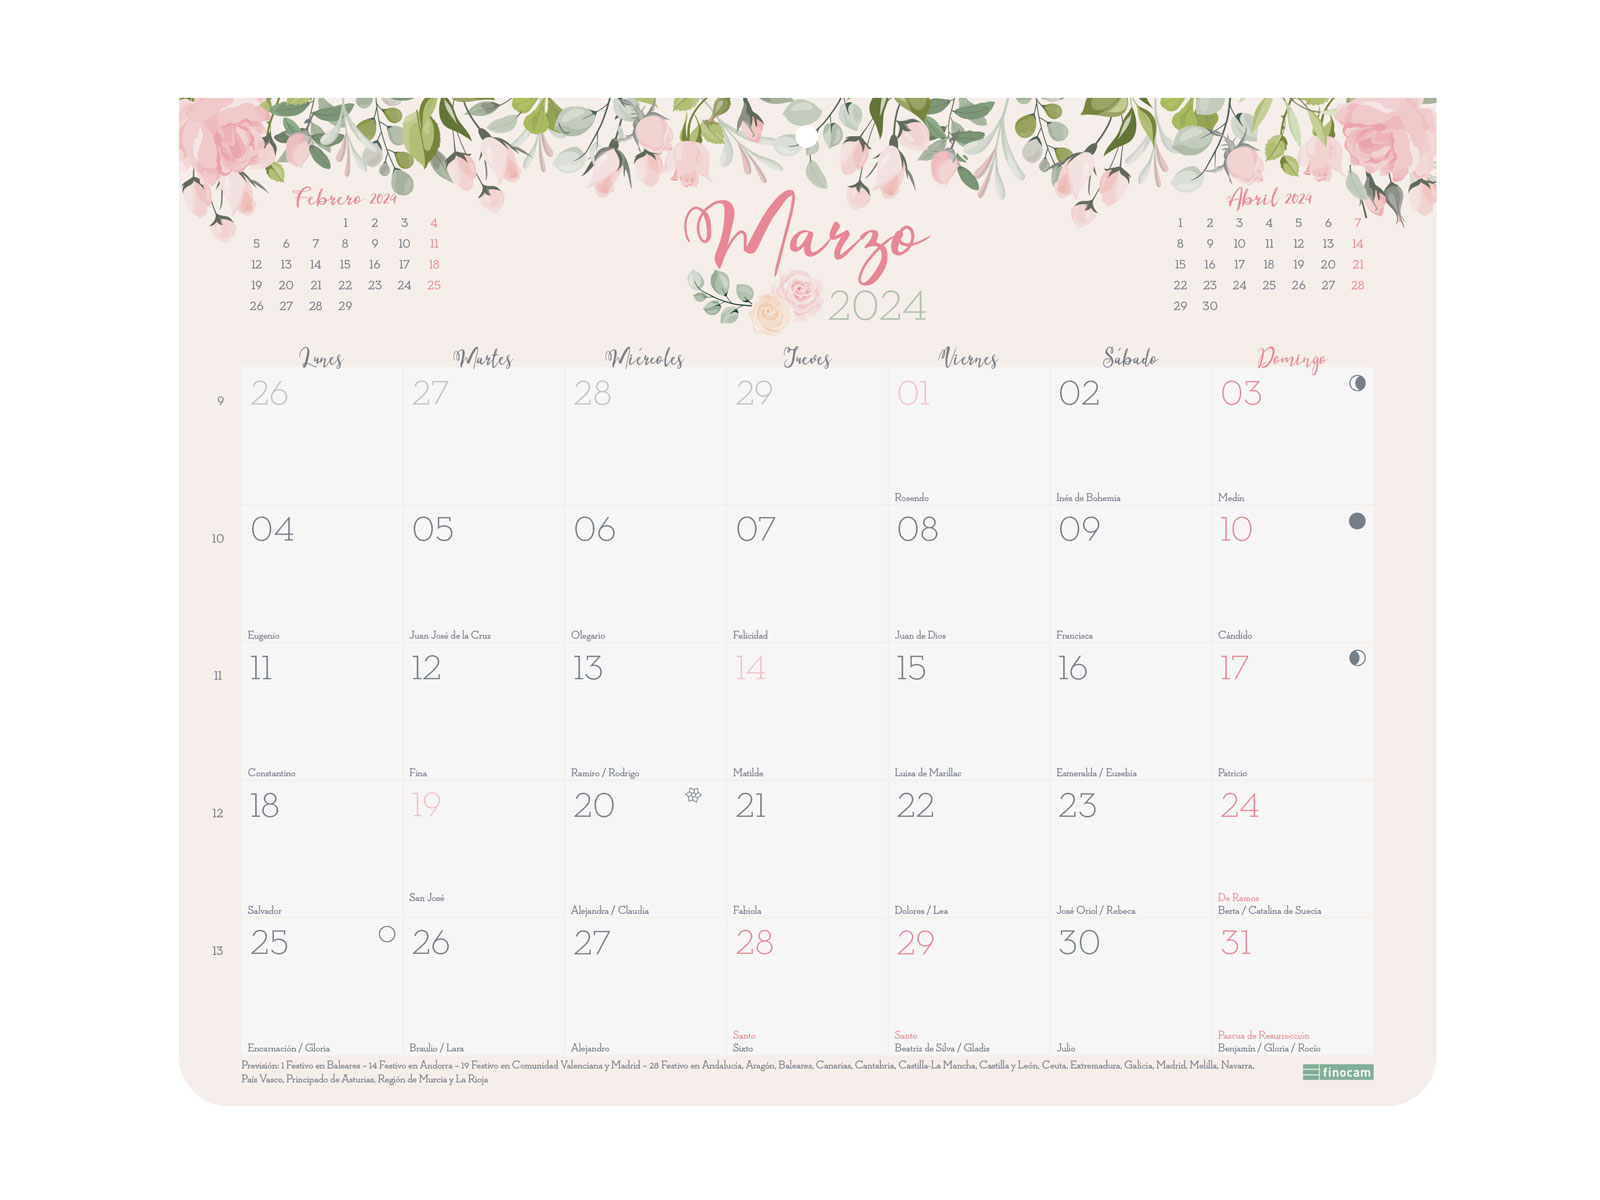 Febrero 2024
1 2 3 4
5 6 7 8 9 10 11
12 13 14 15 16 17 18
19 20 21 22 23 24 25
26 27 28 29
Marzo
2024
Abril 2024
1 2 3 4 5 6 7
8 9 10 11 12 13 14
15 16 17 18 19 20 21
22 23 24 25 26 27 28
29 30
Lunes Martes Miércoles Jueves Viernes Sábado Domingo
9 26 27 28 29 01 02 03
Rosendo Inés de Bohemia Medín
10 04 05 06 07 08 09 10
Eugenio Juan José de la Cruz Olegario Felicidad Juan de Dios Francisca Cándido
11 11 12 13 14 15 16 17
Constantino Fina Ramiro / Rodrigo Matilde Luisa de Marillac Esmeralda / Eusebia Patricio
12 18 19 20 21 22 23 24
San José De Ramos
Salvador Alejandra / Claudia Fabiola Dolores / Lea José Oriol / Rebeca Berta / Catalina de Suecia
13 25 26 27 28 29 30 31
Santo Santo Pascua de Resurrección
Encarnación / Gloria Braulio / Lara Alejandro Sixto Beatriz de Silva / Gladis Julio Benjamín / Gloria / Rocío
Previsión: 1 Festivo en Baleares – 14 Festivo en Andorra – 19 Festivo en Comunidad Valenciana y Madrid – 28 Festivo en Andalucía, Aragón, Baleares, Canarias, Cantabria, Castilla-La Mancha, Castilla y León, Ceuta, Extremadura, Galicia, Madrid, Melilla, Navarra,
País Vasco, Principado de Asturias, Región de Murcia y La Rioja
finocam